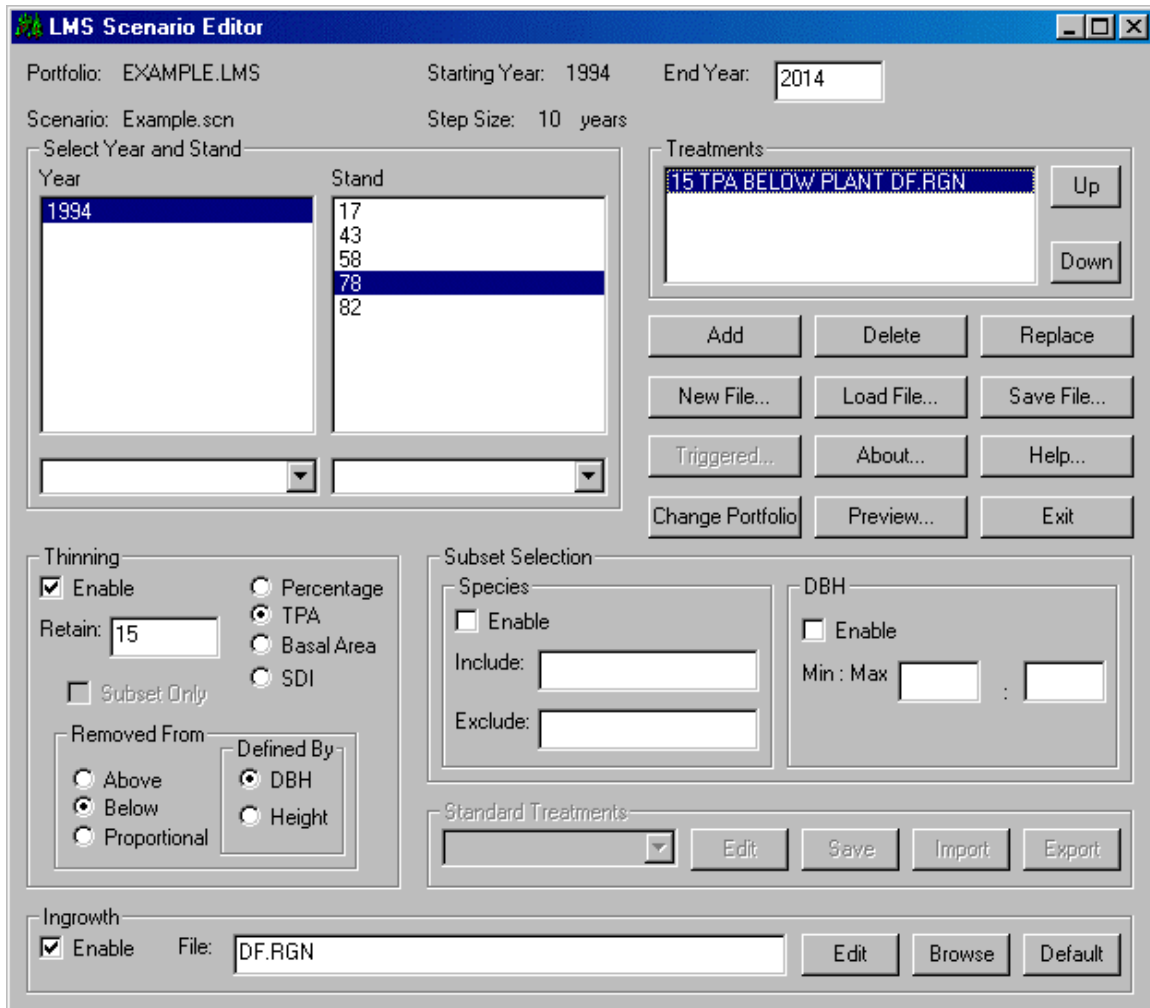 LMS Scenario Editor
Portfolio: EXAMPLE.LMS Starting Year: 1994 End Year: 2014
Scenario: Example.scn Step Size: 10 years
Select Year and Stand
Year Stand
1994
17
43
58
78
82
Treatments
15 TPA BELOW PLANT DF.RGN
Up
Down
Add Delete Replace
New File... Load File... Save File...
Triggered... About... Help...
Change Portfolio Preview... Exit
Thinning
Enable
Retain: 15
Percentage
TPA
Basal Area
SDI
Subset Only
Removed From
Above
Below
Proportional
Defined By
DBH
Height
Subset Selection
Species
Enable
Include:
Exclude:
DBH
Enable
Min : Max :
Standard Treatments
Edit Save Import Export
Ingrowth
Enable File: DF.RGN Edit Browse Default